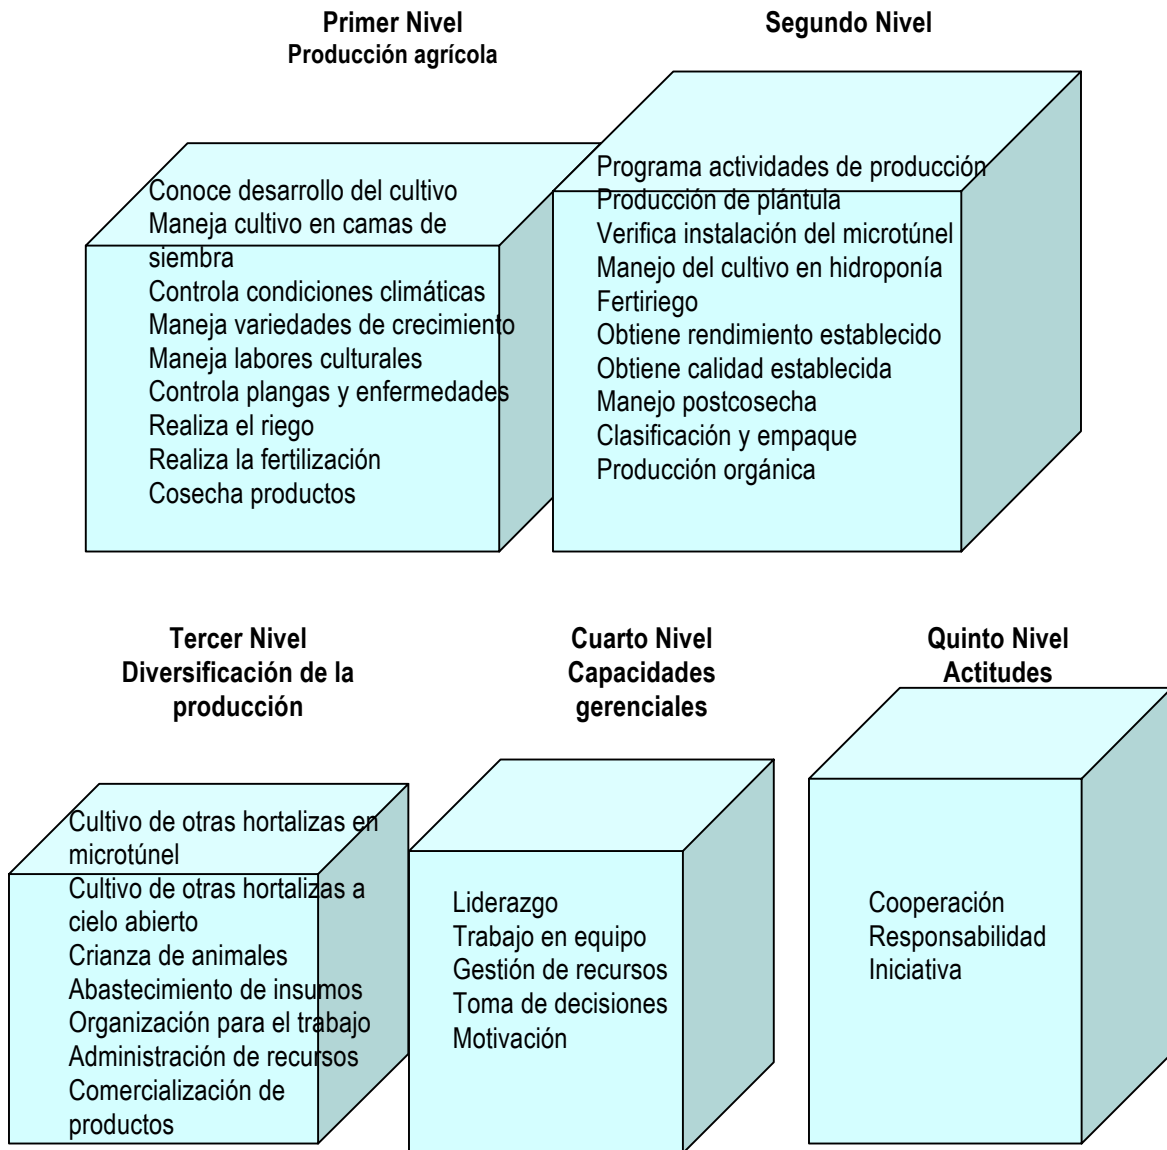 Primer Nivel
Producción agrícola
Segundo Nivel
Conoce desarrollo del cultivo
Maneja cultivo en camas de
siembra
Controla condiciones climáticas
Maneja variedades de crecimiento
Maneja labores culturales
Controla plangas y enfermedades
Realiza el riego
Realiza la fertilización
Cosecha productos
Programa actividades de producción
Producción de plántula
Verifica instalación del microtúnel
Manejo del cultivo en hidroponía
Fertiriego
Obtiene rendimiento establecido
Obtiene calidad establecida
Manejo postcosecha
Clasificación y empaque
Producción orgánica
Tercer Nivel
Diversificación de la
producción
Cultivo de otras hortalizas en
microtúnel
Cultivo de otras hortalizas a
cielo abierto
Crianza de animales
Abastecimiento de insumos
Organización para el trabajo
Administración de recursos
Comercialización de
productos
Cuarto Nivel
Capacidades
gerenciales
Liderazgo
Trabajo en equipo
Gestión de recursos
Toma de decisiones
Motivación
Quinto Nivel
Actitudes
Cooperación
Responsabilidad
Iniciativa